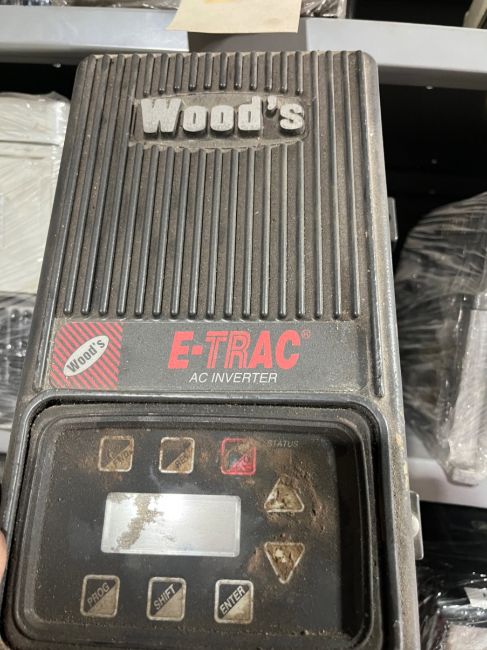 Wood's
Wood's
E-TRAC®
AC INVERTER
STATUS
PROG
SHIFT
ENTER